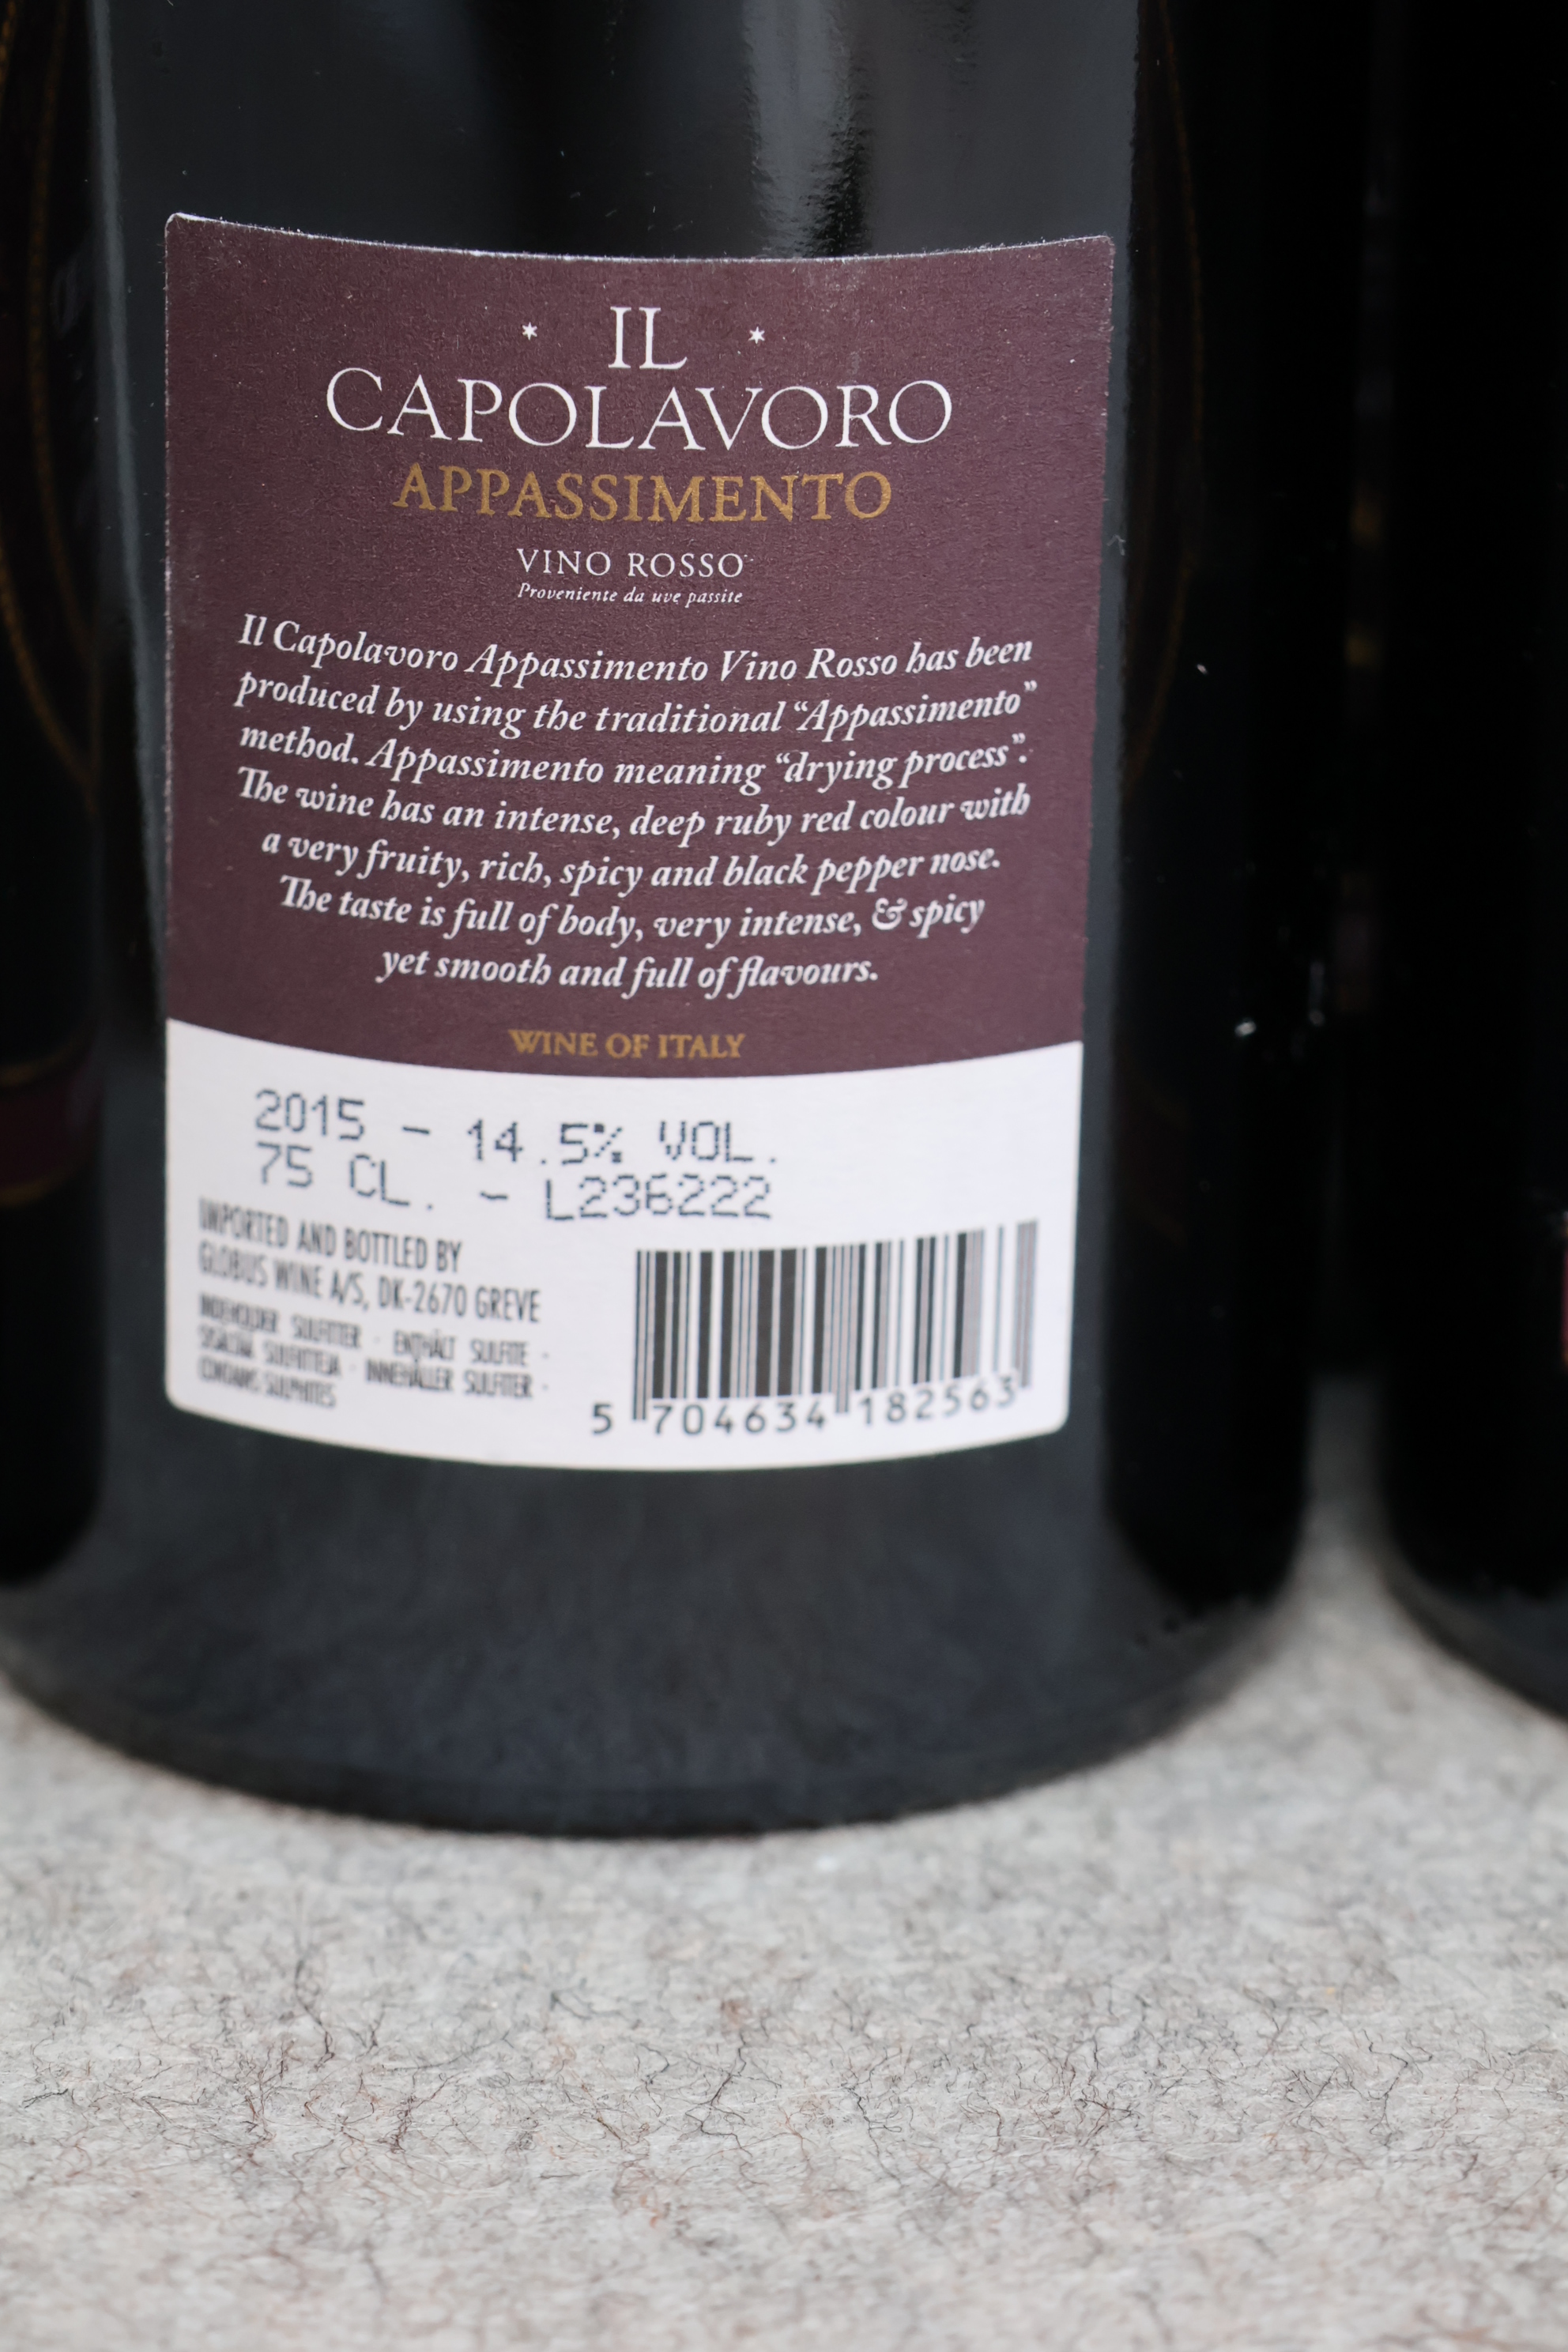 IL
CAPOLAVORO
APPASSIMENTO
VINO ROSSO
Proveniente da uve passite
Il Capolavoro Appassimento Vino Rosso has been
produced by using the traditional “Appassimento”
method. Appassimento meaning “drying process”.
The wine has an intense, deep ruby red colour with
a very fruity, rich, spicy and black pepper nose.
The taste is full of body, very intense, & spicy
yet smooth and full of flavours.
WINE OF ITALY
2015 - 14.5% VOL.
75 CL. - L236222
IMPORTED AND BOTTLED BY
GLOBUS WINE A/S, DK-2670 GREVE
INDEHOLDER SULFITTER · ENTHÄLT SULFITE ·
SISÄLTÄÄ SULFIITTEJA · INNEHÅLLER SULFITER ·
CONTAINS SULPHITES
5 704634 182563